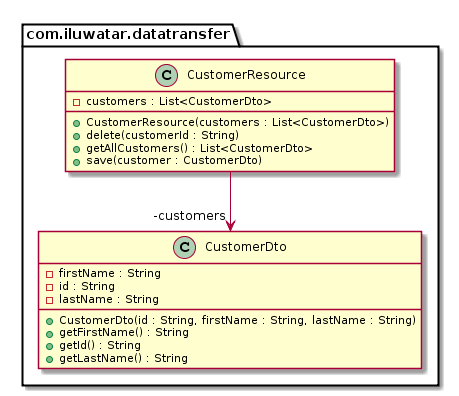 com.iluwatar.datatransfer
C CustomerResource
customers : List<CustomerDto>
CustomerResource(customers : List<CustomerDto>)
delete(customerId : String)
getAllCustomers() : List<CustomerDto>
save(customer : CustomerDto)
-customers
C CustomerDto
firstName : String
id : String
lastName : String
CustomerDto(id : String, firstName : String, lastName : String)
getFirstName() : String
getId() : String
getLastName() : String